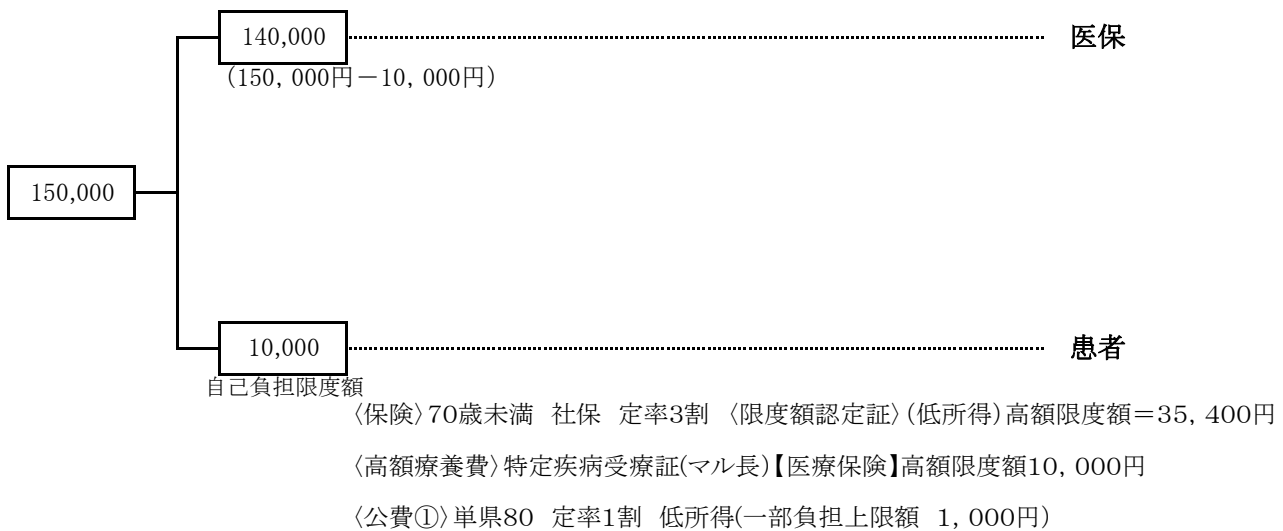 140,000 医保
(150,000円-10,000円)
150,000
10,000 患者
自己負担限度額
〈保険〉70歳未満 社保 定率3割 〈限度額認定証〉(低所得)高額限度額=35,400円
〈高額療養費〉特定疾病受療証(マル長)【医療保険】高額限度額10,000円
〈公費①〉単県80 定率1割 低所得(一部負担上限額 1,000円)